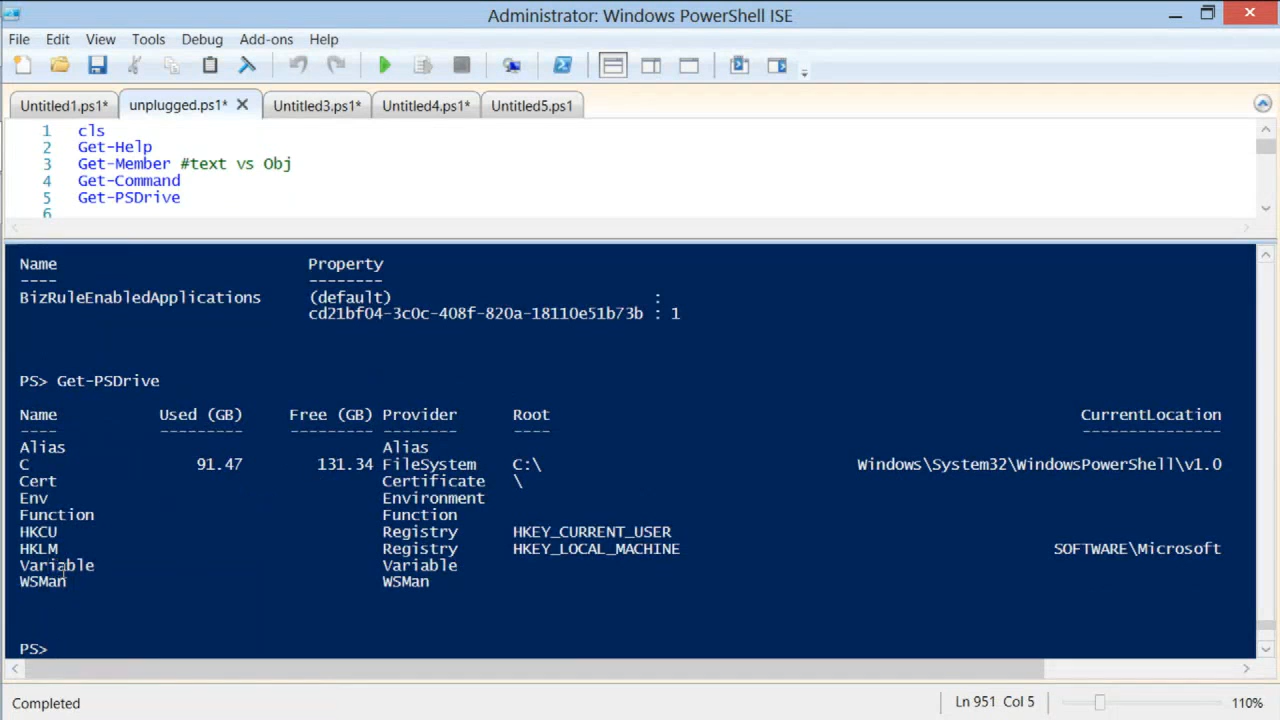 Administrator: Windows PowerShell ISE
File Edit View Tools Debug Add-ons Help
Untitled1.ps1* unplugged.ps1* Untitled3.ps1* Untitled4.ps1* Untitled5.ps1
1 cls
2 Get-Help
3 Get-Member #text vs Obj
4 Get-Command
5 Get-PSDrive
6
Name Property
---- --------
BizRuleEnabledApplications (default) :
cd21bf04-3c0c-408f-820a-18110e51b73b : 1
PS> Get-PSDrive
Name Used (GB) Free (GB) Provider Root CurrentLocation
---- --------- --------- -------- ---- ---------------
Alias Alias
C 91.47 131.34 FileSystem C:\ Windows\System32\WindowsPowerShell\v1.0
Cert Certificate \
Env Environment
Function Function
HKCU Registry HKEY_CURRENT_USER
HKLM Registry HKEY_LOCAL_MACHINE SOFTWARE\Microsoft
Variable Variable
WSMan WSMan
PS>
Completed Ln 951 Col 5 110%